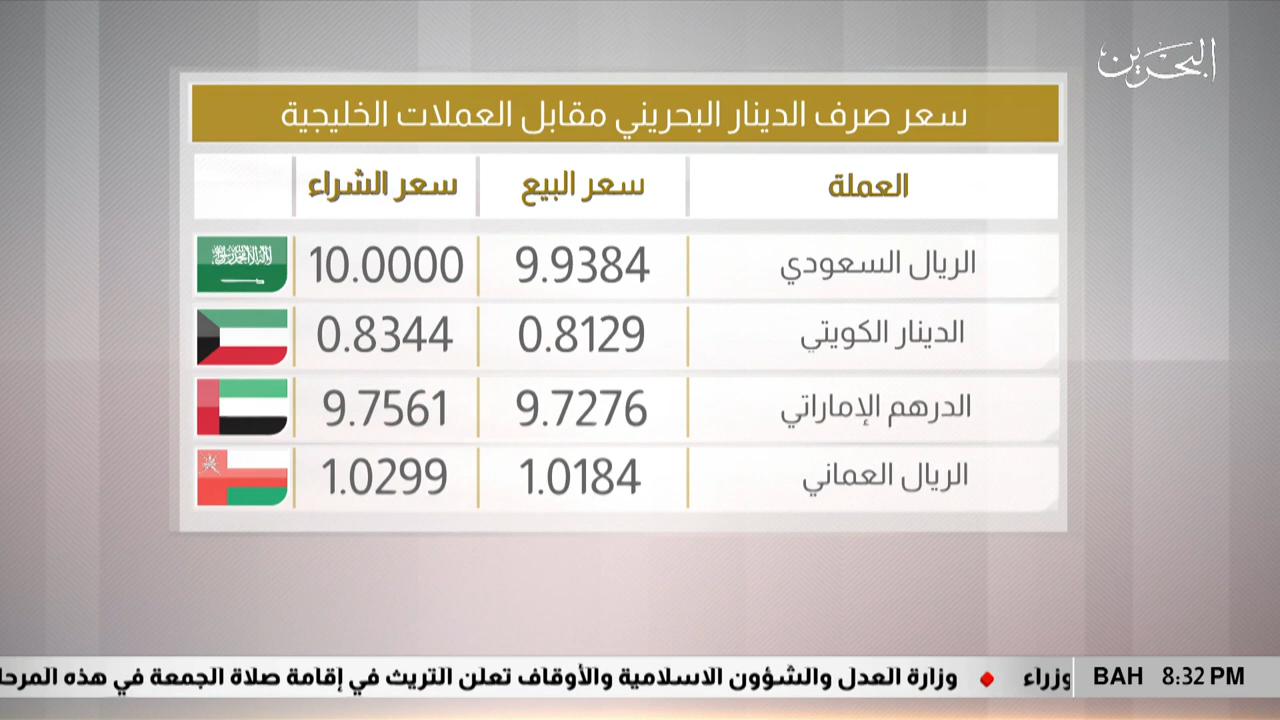 البحرين
سعر صرف الدينار البحريني مقابل العملات الخليجية
العملة سعر البيع سعر الشراء
الريال السعودي 9.9384 10.0000
الدينار الكويتي 0.8129 0.8344
الدرهم الإماراتي 9.7276 9.7561
الريال العماني 1.0184 1.0299
BAH 8:32 PM
وزراء • وزارة العدل والشؤون الاسلامية والأوقاف تعلن التريث في إقامة صلاة الجمعة في هذه المرحا